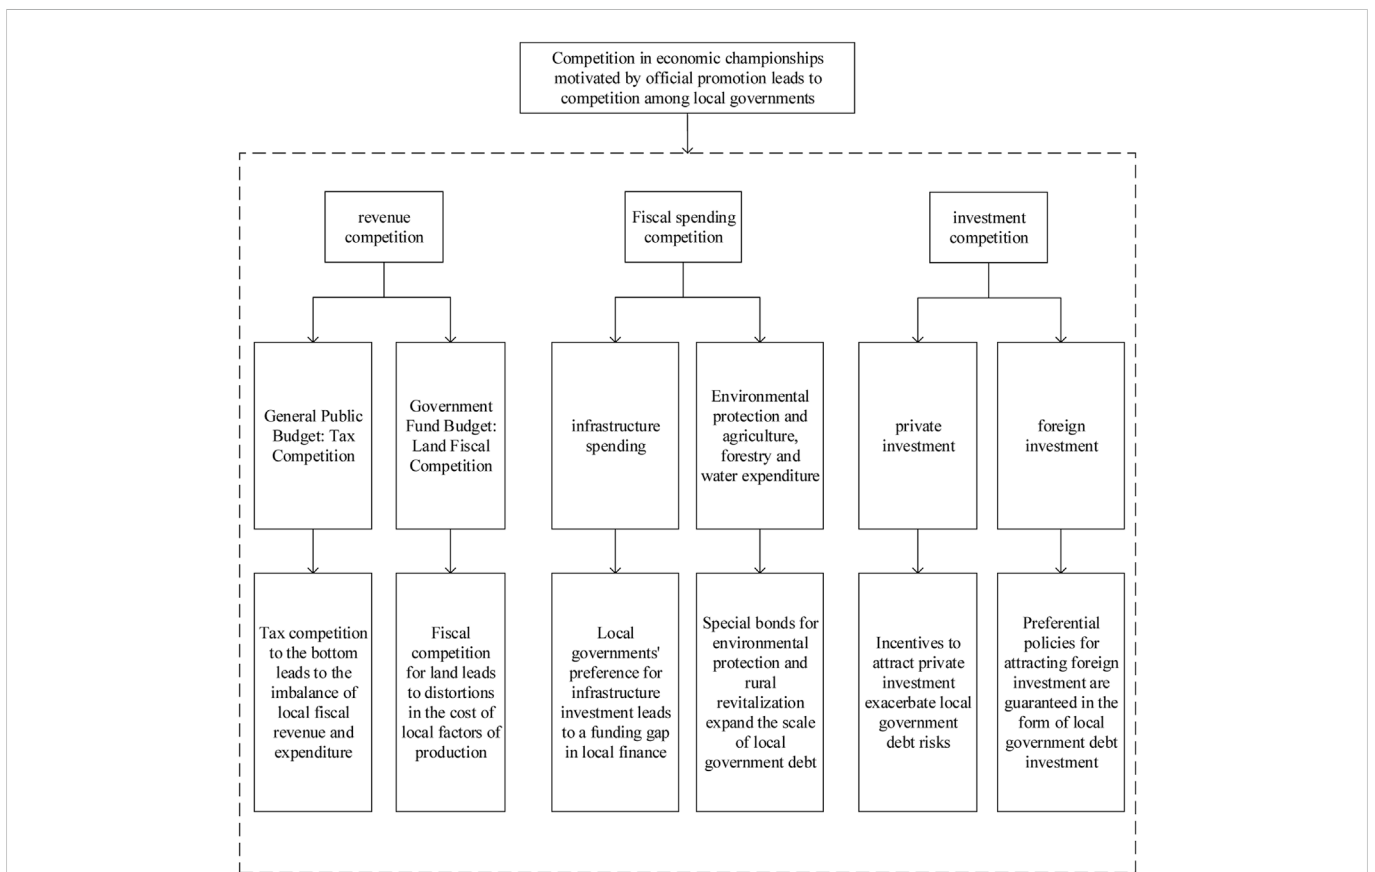 Competition in economic championships
motivated by official promotion leads to
competition among local governments
revenue
competition
Fiscal spending
competition
investment
competition
General Public
Budget: Tax
Competition
Government
Fund Budget:
Land Fiscal
Competition
infrastructure
spending
Environmental
protection and
agriculture,
forestry and
water expenditure
private
investment
foreign
investment
Tax competition
to the bottom
leads to the
imbalance of
local fiscal
revenue and
expenditure
Fiscal
competition
for land leads
to distortions
in the cost of
local factors of
production
Local
governments'
preference for
infrastructure
investment leads
to a funding gap
in local finance
Special bonds for
environmental
protection and
rural
revitalization
expand the scale
of local
government debt
Incentives to
attract private
investment
exacerbate local
government
debt risks
Preferential
policies for
attracting foreign
investment are
guaranteed in the
form of local
government debt
investment